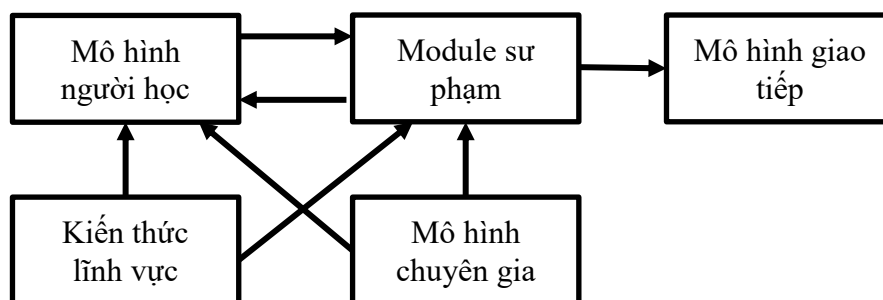 Mô hình
người học
Module sư
phạm
Mô hình giao
tiếp
Kiến thức
lĩnh vực
Mô hình
chuyên gia